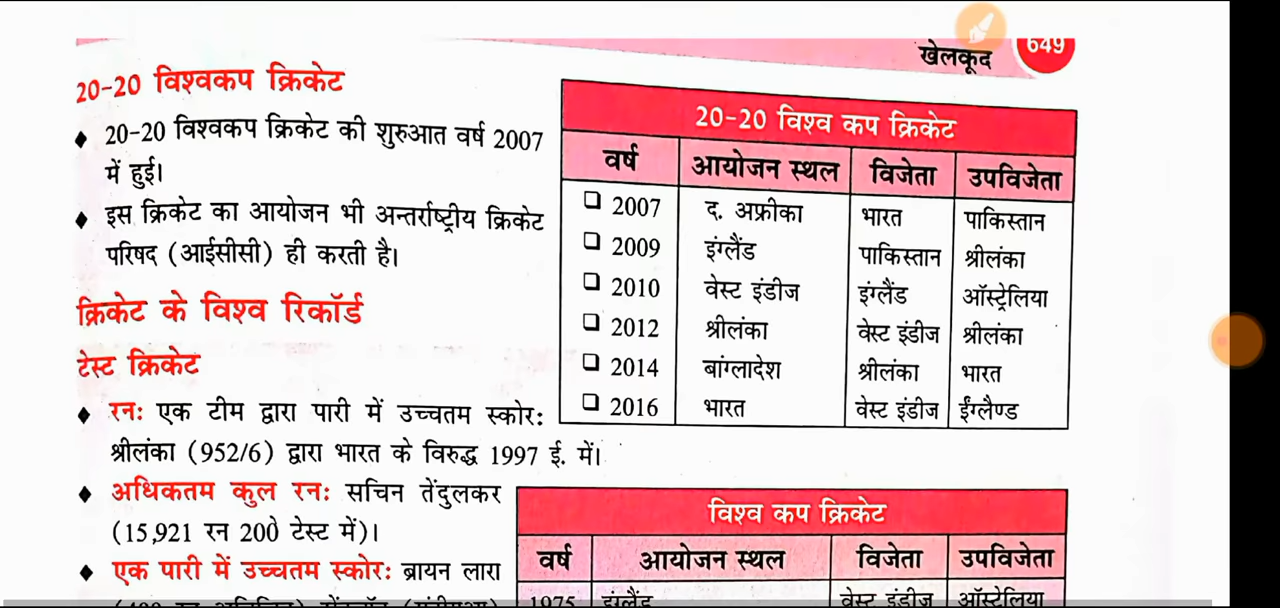 खेलकूद
649
20-20 विश्वकप क्रिकेट
♦ 20-20 विश्वकप क्रिकेट की शुरुआत वर्ष 2007
में हुई।
♦ इस क्रिकेट का आयोजन भी अन्तर्राष्ट्रीय क्रिकेट
परिषद (आईसीसी) ही करती है।
क्रिकेट के विश्व रिकॉर्ड
टेस्ट क्रिकेट
♦ रन: एक टीम द्वारा पारी में उच्चतम स्कोर:
श्रीलंका (952/6) द्वारा भारत के विरुद्ध 1997 ई. में।
♦ अधिकतम कुल रन: सचिन तेंदुलकर
(15,921 रन 200 टेस्ट में)।
♦ एक पारी में उच्चतम स्कोर: ब्रायन लारा
20-20 विश्व कप क्रिकेट
वर्ष आयोजन स्थल विजेता उपविजेता
❑ 2007 द. अफ्रीका भारत पाकिस्तान
❑ 2009 इंग्लैंड पाकिस्तान श्रीलंका
❑ 2010 वेस्ट इंडीज इंग्लैंड ऑस्ट्रेलिया
❑ 2012 श्रीलंका वेस्ट इंडीज श्रीलंका
❑ 2014 बांग्लादेश श्रीलंका भारत
❑ 2016 भारत वेस्ट इंडीज ईंग्लैण्ड
विश्व कप क्रिकेट
वर्ष आयोजन स्थल विजेता उपविजेता
1975 इंग्लैंड वेस्ट इंडीज ऑस्ट्रेलिया